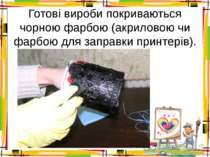 Готові вироби покриваються
чорною фарбою (акриловою чи
фарбою для заправки принтерів).